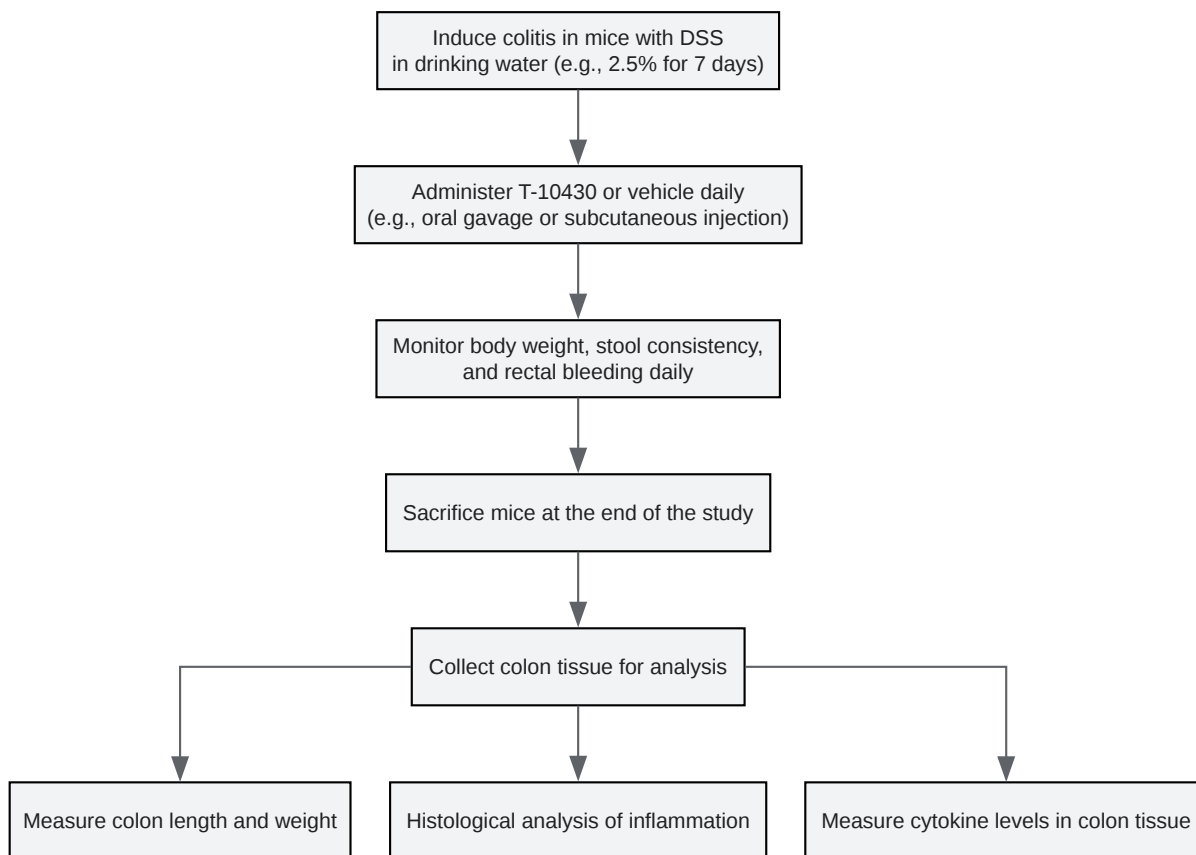 Induce colitis in mice with DSS
in drinking water (e.g., 2.5% for 7 days)
Administer T-10430 or vehicle daily
(e.g., oral gavage or subcutaneous injection)
Monitor body weight, stool consistency,
and rectal bleeding daily
Sacrifice mice at the end of the study
Collect colon tissue for analysis
Measure colon length and weight
Histological analysis of inflammation
Measure cytokine levels in colon tissue